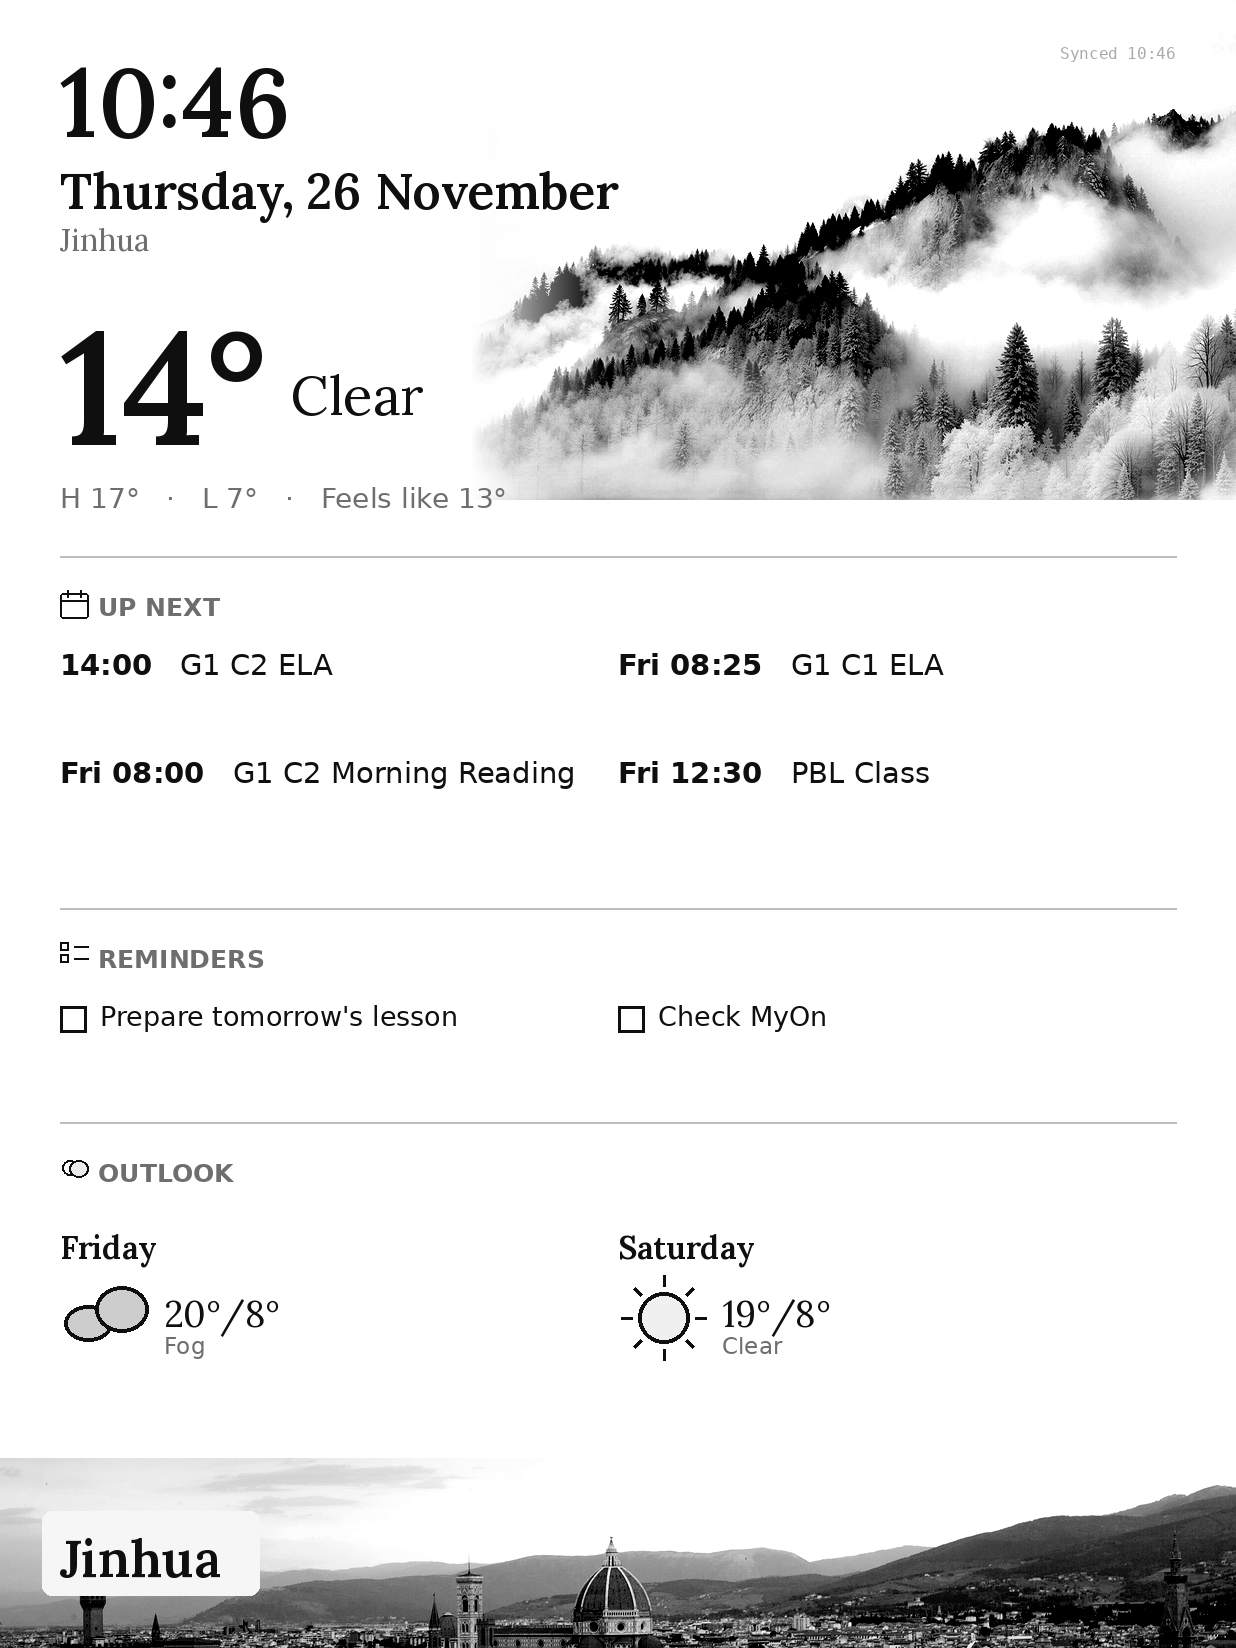 Synced 10:46
10:46
Thursday, 26 November
Jinhua
14° Clear
H 17° · L 7° · Feels like 13°
UP NEXT
14:00 G1 C2 ELA
Fri 08:25 G1 C1 ELA
Fri 08:00 G1 C2 Morning Reading
Fri 12:30 PBL Class
REMINDERS
Prepare tomorrow's lesson
Check MyOn
OUTLOOK
Friday
20°/8°
Fog
Saturday
19°/8°
Clear
Jinhua